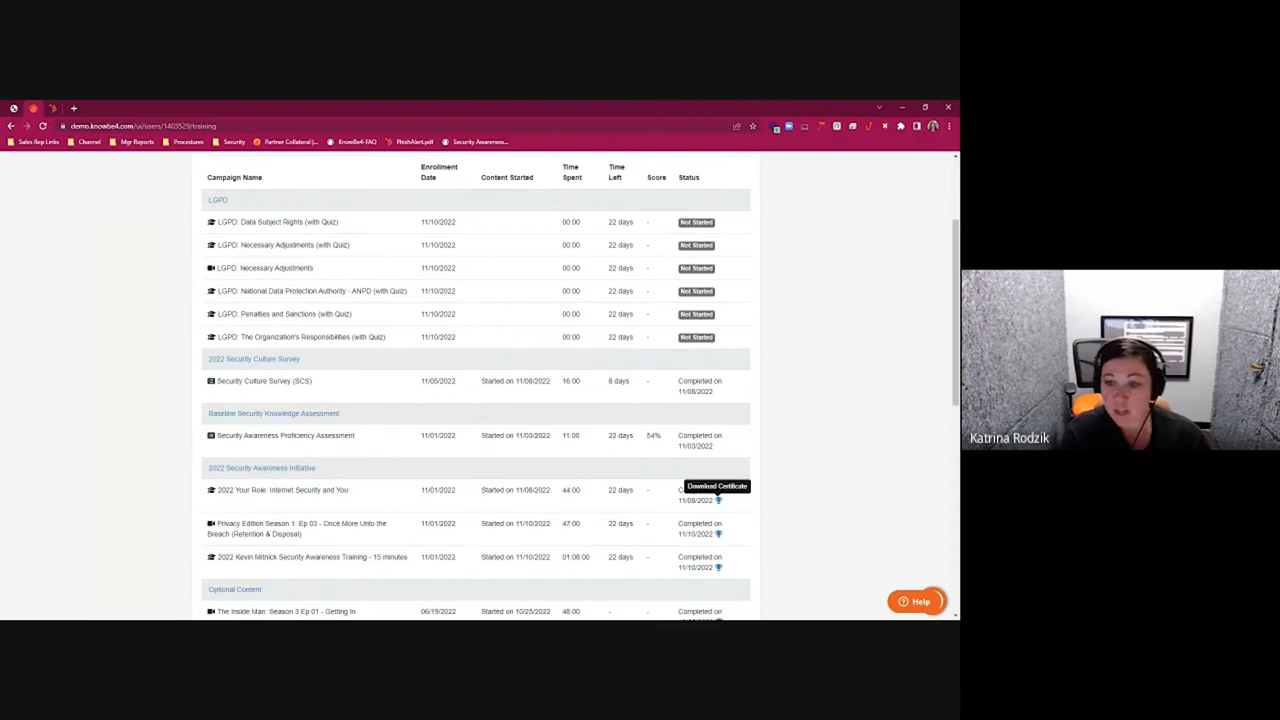 demo.knowbe4.com/ui/users/1403529/training
Sales Rep Links Channel Mgr Reports Procedures Security Partner Collateral |... KnowBe4-FAQ PhishAlert.pdf Security Awareness...
Campaign Name Enrollment Date Content Started Time Spent Time Left Score Status
LGPD
LGPD: Data Subject Rights (with Quiz) 11/10/2022 00:00 22 days - Not Started
LGPD: Necessary Adjustments (with Quiz) 11/10/2022 00:00 22 days - Not Started
LGPD: Necessary Adjustments 11/10/2022 00:00 22 days - Not Started
LGPD: National Data Protection Authority - ANPD (with Quiz) 11/10/2022 00:00 22 days - Not Started
LGPD: Penalties and Sanctions (with Quiz) 11/10/2022 00:00 22 days - Not Started
LGPD: The Organization's Responsibilities (with Quiz) 11/10/2022 00:00 22 days - Not Started
2022 Security Culture Survey
Security Culture Survey (SCS) 11/05/2022 Started on 11/08/2022 16:00 8 days - Completed on
11/08/2022
Baseline Security Knowledge Assessment
Security Awareness Proficiency Assessment 11/01/2022 Started on 11/03/2022 11:00 22 days 54% Completed on
11/03/2022
2022 Security Awareness Initiative
Download Certificate
2022 Your Role: Internet Security and You 11/01/2022 Started on 11/06/2022 44:00 22 days -
11/08/2022
Privacy Edition Season 1: Ep 03 - Once More Unto the 11/01/2022 Started on 11/10/2022 47:00 22 days - Completed on
Breach (Retention & Disposal) 11/10/2022
2022 Kevin Mitnick Security Awareness Training - 15 minutes 11/01/2022 Started on 11/10/2022 01:08:00 22 days - Completed on
11/10/2022
Optional Content
The Inside Man: Season 3 Ep 01 - Getting In 06/19/2022 Started on 10/25/2022 48:00 - - Completed on
Help
Katrina Rodzik